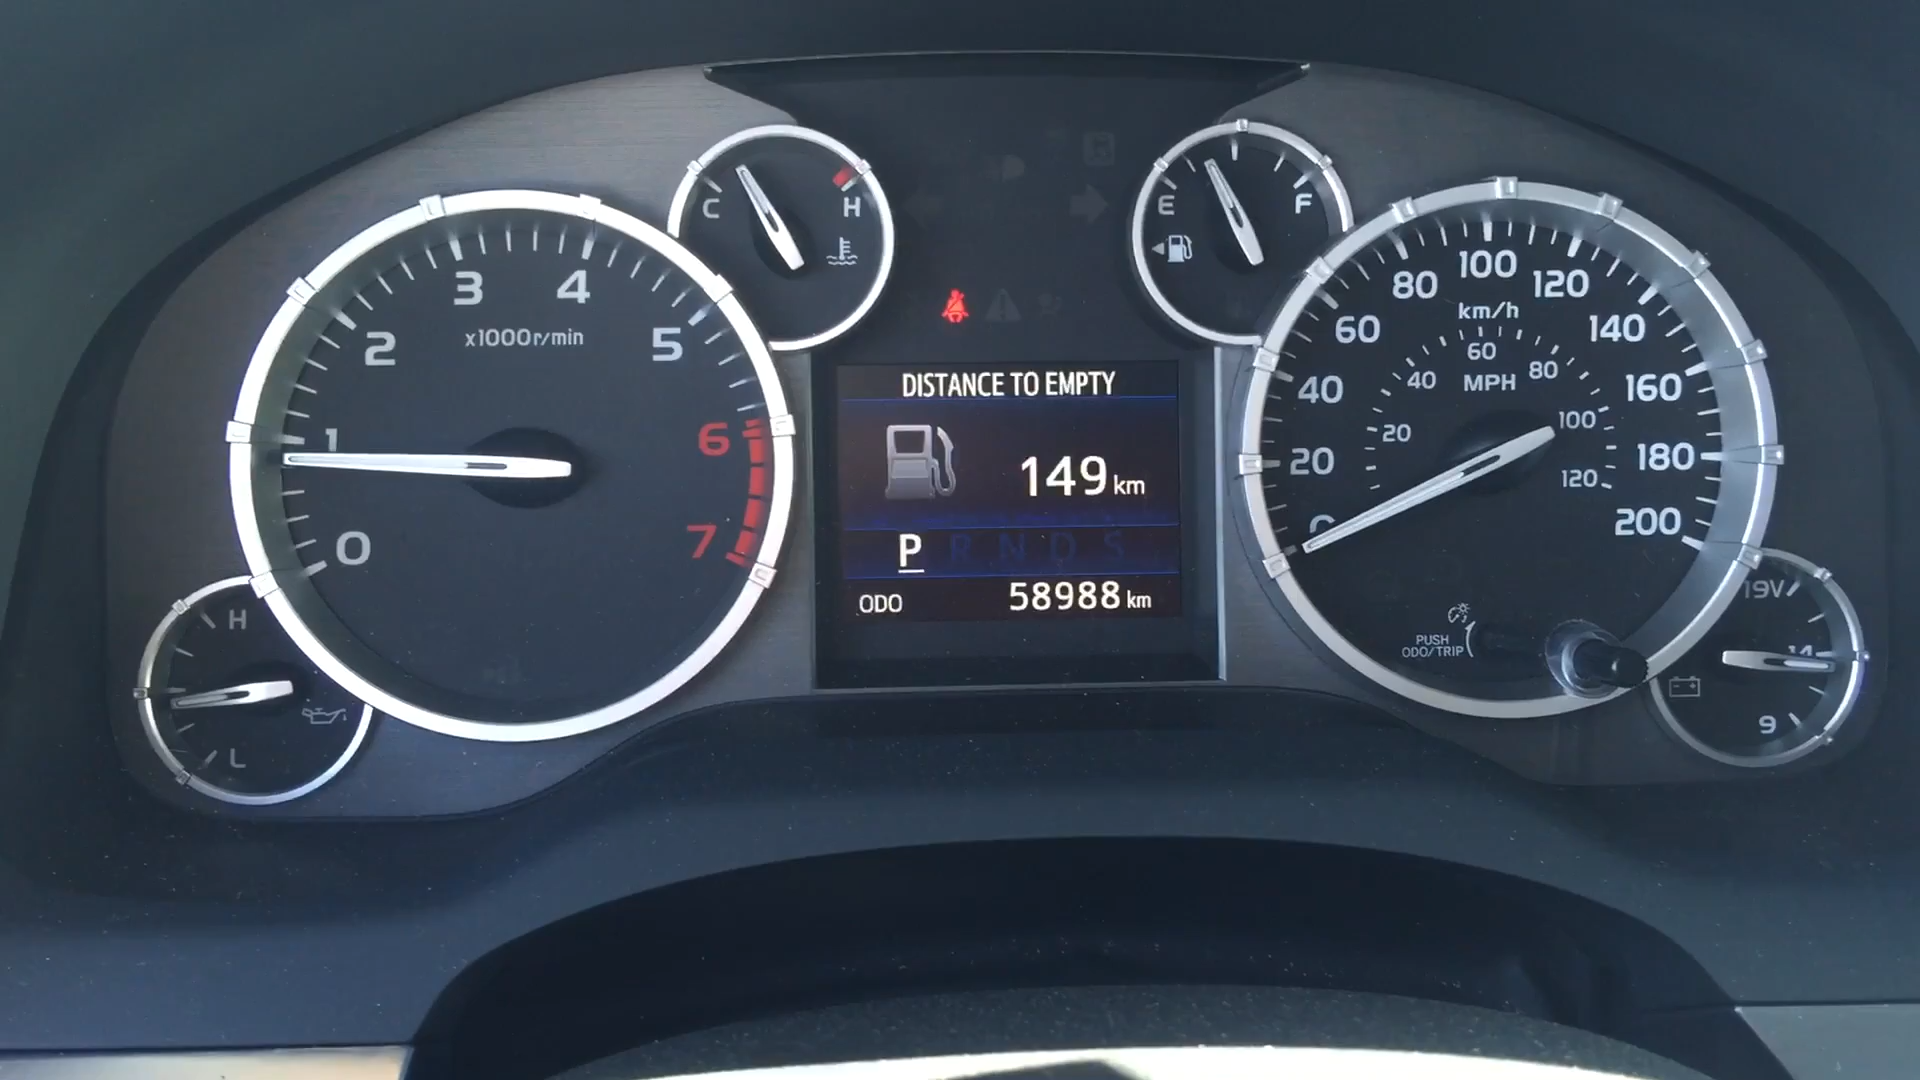 0 1 2 3 4 5 6 7
x1000r/min
C H
E F
H L
DISTANCE TO EMPTY
149 km
P R N D S
ODO 58988 km
0 20 40 60 80 100 120 140 160 180 200
km/h
20 40 60 80 100 120
MPH
PUSH
ODO/TRIP
19V
14
9